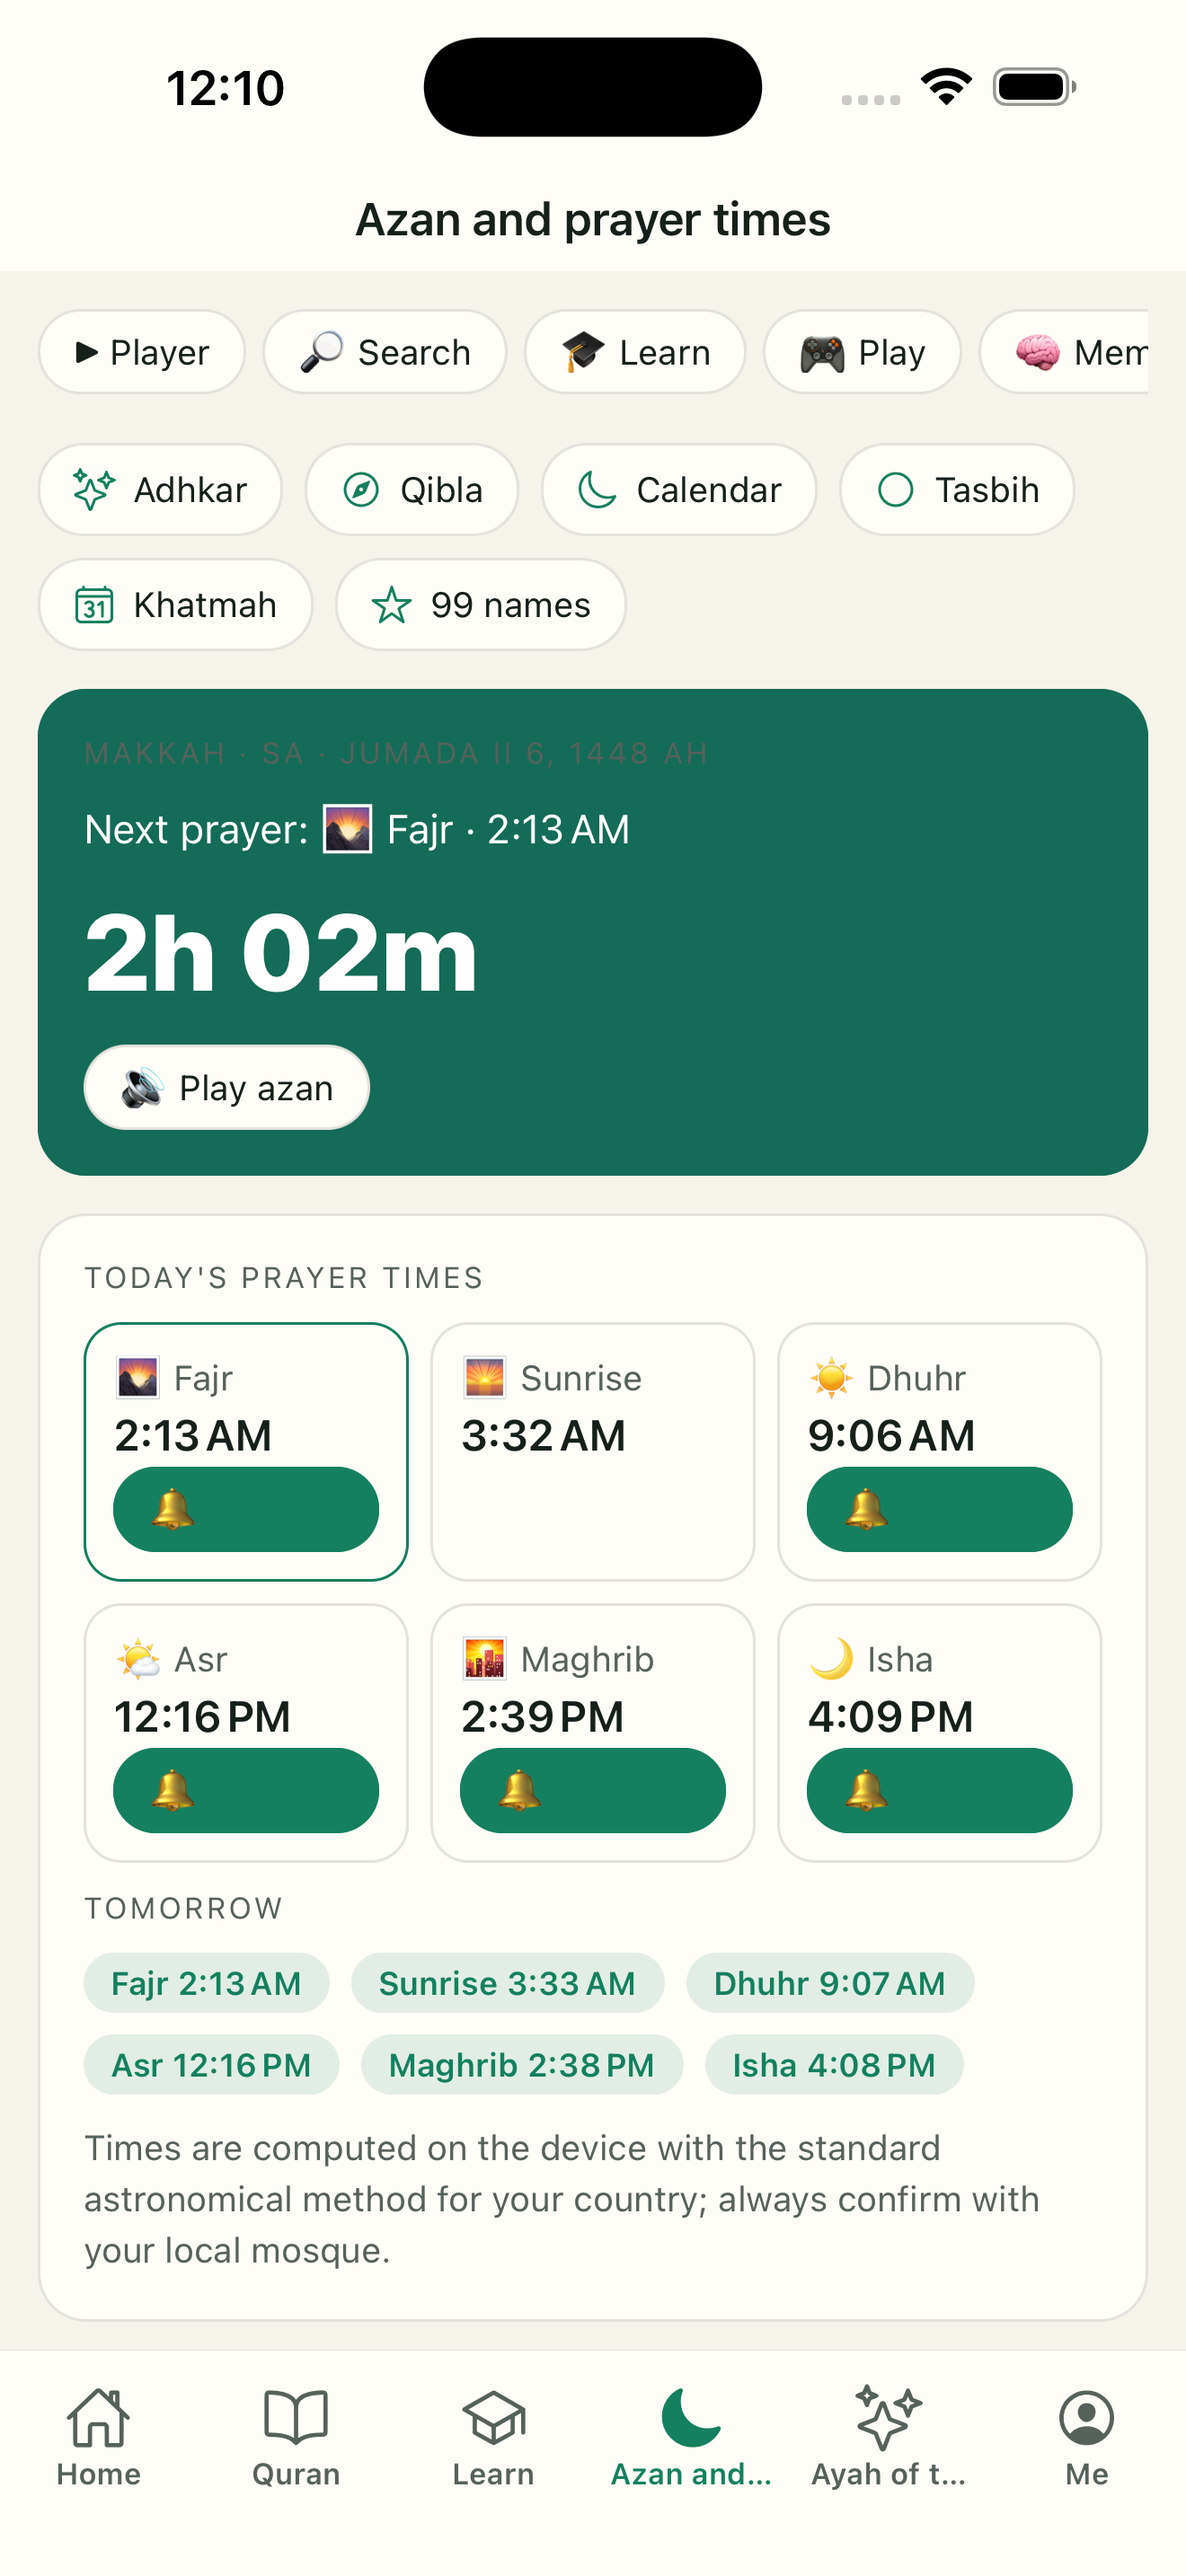 12:10
Azan and prayer times
Player Search Learn Play Mem
Adhkar Qibla Calendar Tasbih
31 Khatmah 99 names
MAKKAH · SA · JUMADA II 6, 1448 AH
Next prayer: Fajr · 2:13 AM
2h 02m
Play azan
TODAY'S PRAYER TIMES
Fajr Sunrise Dhuhr
2:13 AM 3:32 AM 9:06 AM
Asr Maghrib Isha
12:16 PM 2:39 PM 4:09 PM
TOMORROW
Fajr 2:13 AM Sunrise 3:33 AM Dhuhr 9:07 AM
Asr 12:16 PM Maghrib 2:38 PM Isha 4:08 PM
Times are computed on the device with the standard
astronomical method for your country; always confirm with
your local mosque.
Home Quran Learn Azan and... Ayah of t... Me